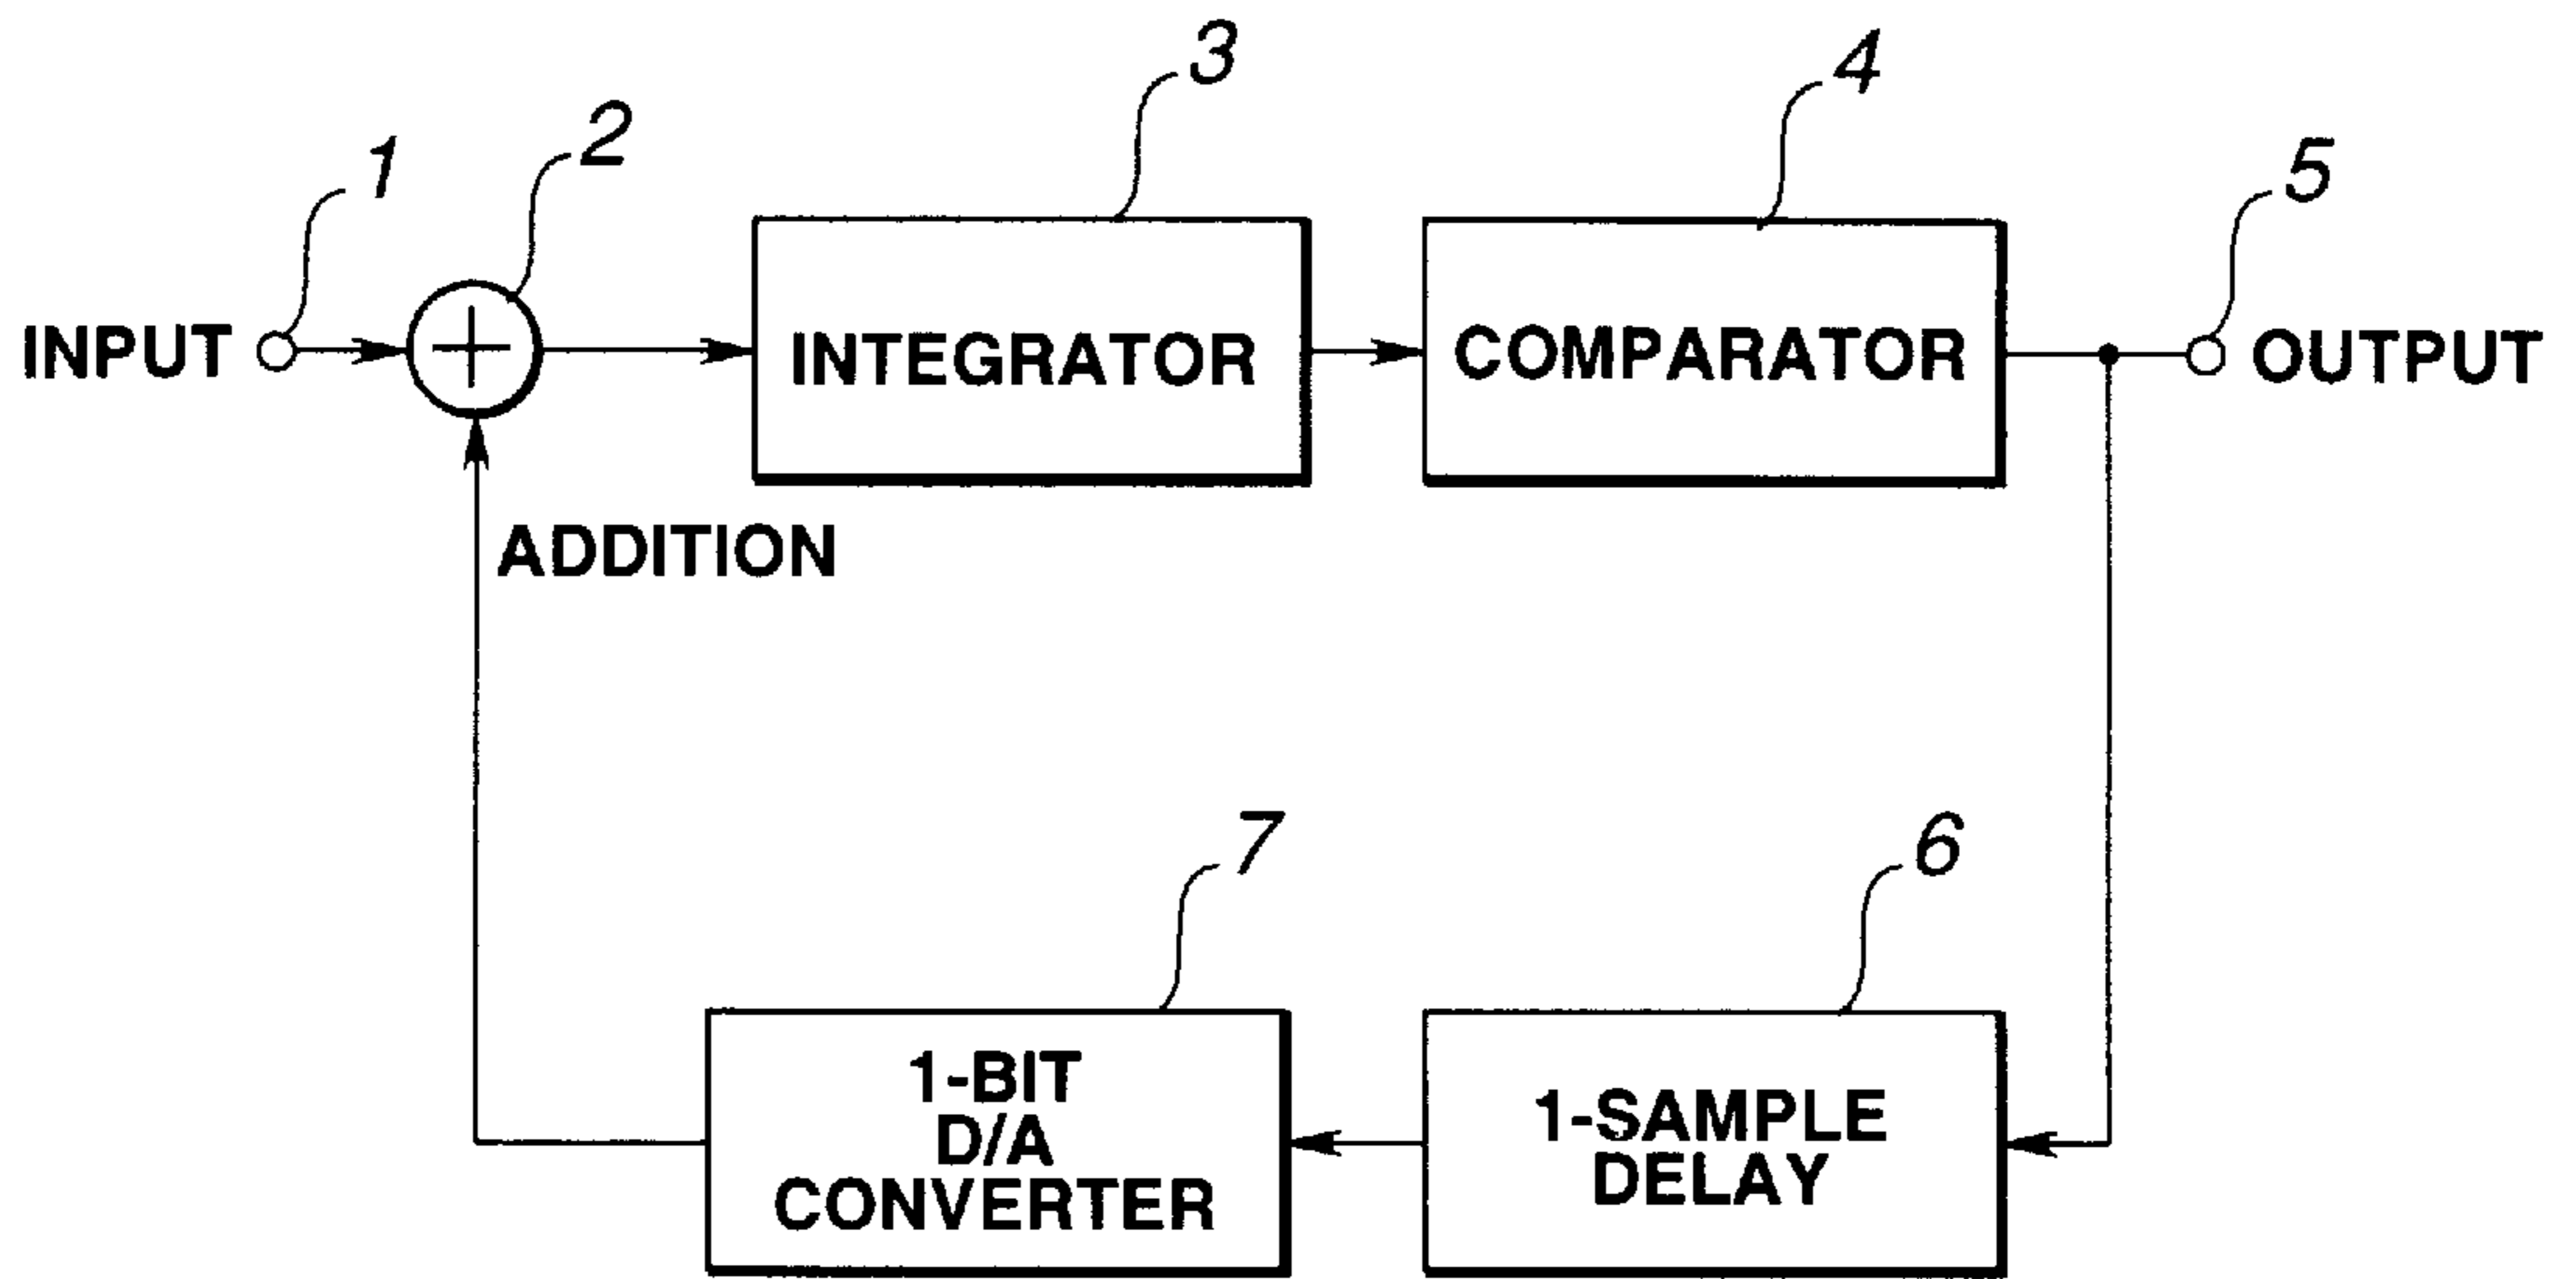 3
4
2
1
5
INPUT
+
INTEGRATOR
COMPARATOR
OUTPUT
ADDITION
7
6
1-BIT
D/A
CONVERTER
1-SAMPLE
DELAY